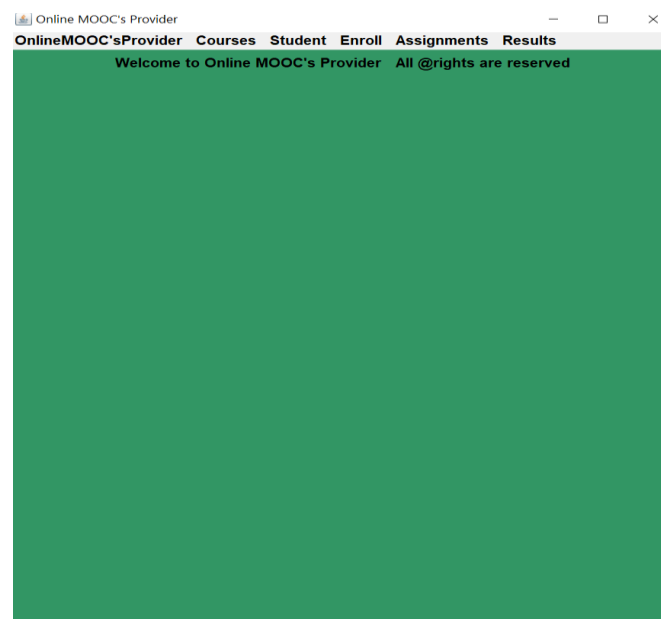 Online MOOC's Provider
OnlineMOOC'sProvider Courses Student Enroll Assignments Results
Welcome to Online MOOC's Provider All @rights are reserved